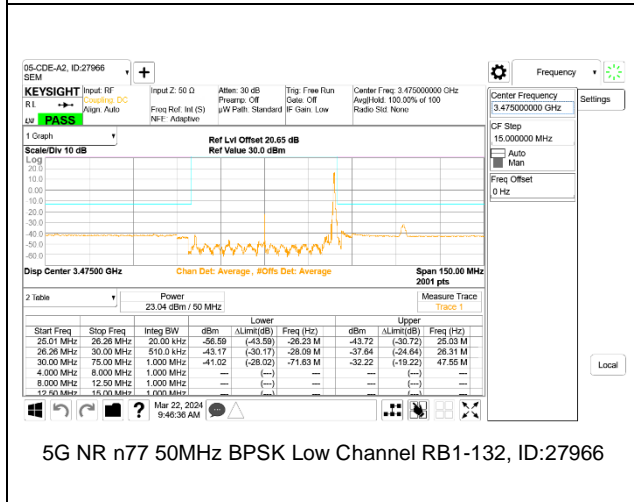 05-CDE-A2, ID:27966
SEM
Frequency
Settings
KEYSIGHT
R L
PASS
Input: RF
Coupling: DC
Align: Auto
Input Z: 50 Ω
Freq Ref: Int (S)
NFE: Adaptive
Atten: 30 dB
Preamp: Off
µW Path: Standard
Trig: Free Run
Gate: Off
IF Gain: Low
Center Freq: 3.475000000 GHz
Avg|Hold: 100.00% of 100
Radio Std: None
Center Frequency
3.475000000 GHz
CF Step
15.000000 MHz
Auto
Man
Freq Offset
0 Hz
Local
1 Graph
Scale/Div 10 dB
Ref Lvl Offset 20.65 dB
Ref Value 30.0 dBm
Log
20.0
10.0
0.00
-10.0
-20.0
-30.0
-40.0
-50.0
-60.0
Disp Center 3.47500 GHz
Chan Det: Average , #Offs Det: Average
Span 150.00 MHz
2001 pts
2 Table
Power
23.04 dBm / 50 MHz
Measure Trace
Trace 1
Lower Upper
Start Freq Stop Freq Integ BW dBm ΔLimit(dB) Freq (Hz) dBm ΔLimit(dB) Freq (Hz)
25.01 MHz 26.26 MHz 20.00 kHz -56.59 (-43.59) -26.23 M -43.72 (-30.72) 25.03 M
26.26 MHz 30.00 MHz 510.0 kHz -43.17 (-30.17) -28.09 M -37.64 (-24.64) 26.31 M
30.00 MHz 75.00 MHz 1.000 MHz -41.02 (-28.02) -71.63 M -32.22 (-19.22) 47.55 M
4.000 MHz 8.000 MHz 1.000 MHz --- (---) --- (---)
8.000 MHz 12.50 MHz 1.000 MHz --- (---) --- (---)
12.50 MHz 15.00 MHz 1.000 MHz --- (---) --- (---)
Mar 22, 2024
9:46:36 AM
5G NR n77 50MHz BPSK Low Channel RB1-132, ID:27966